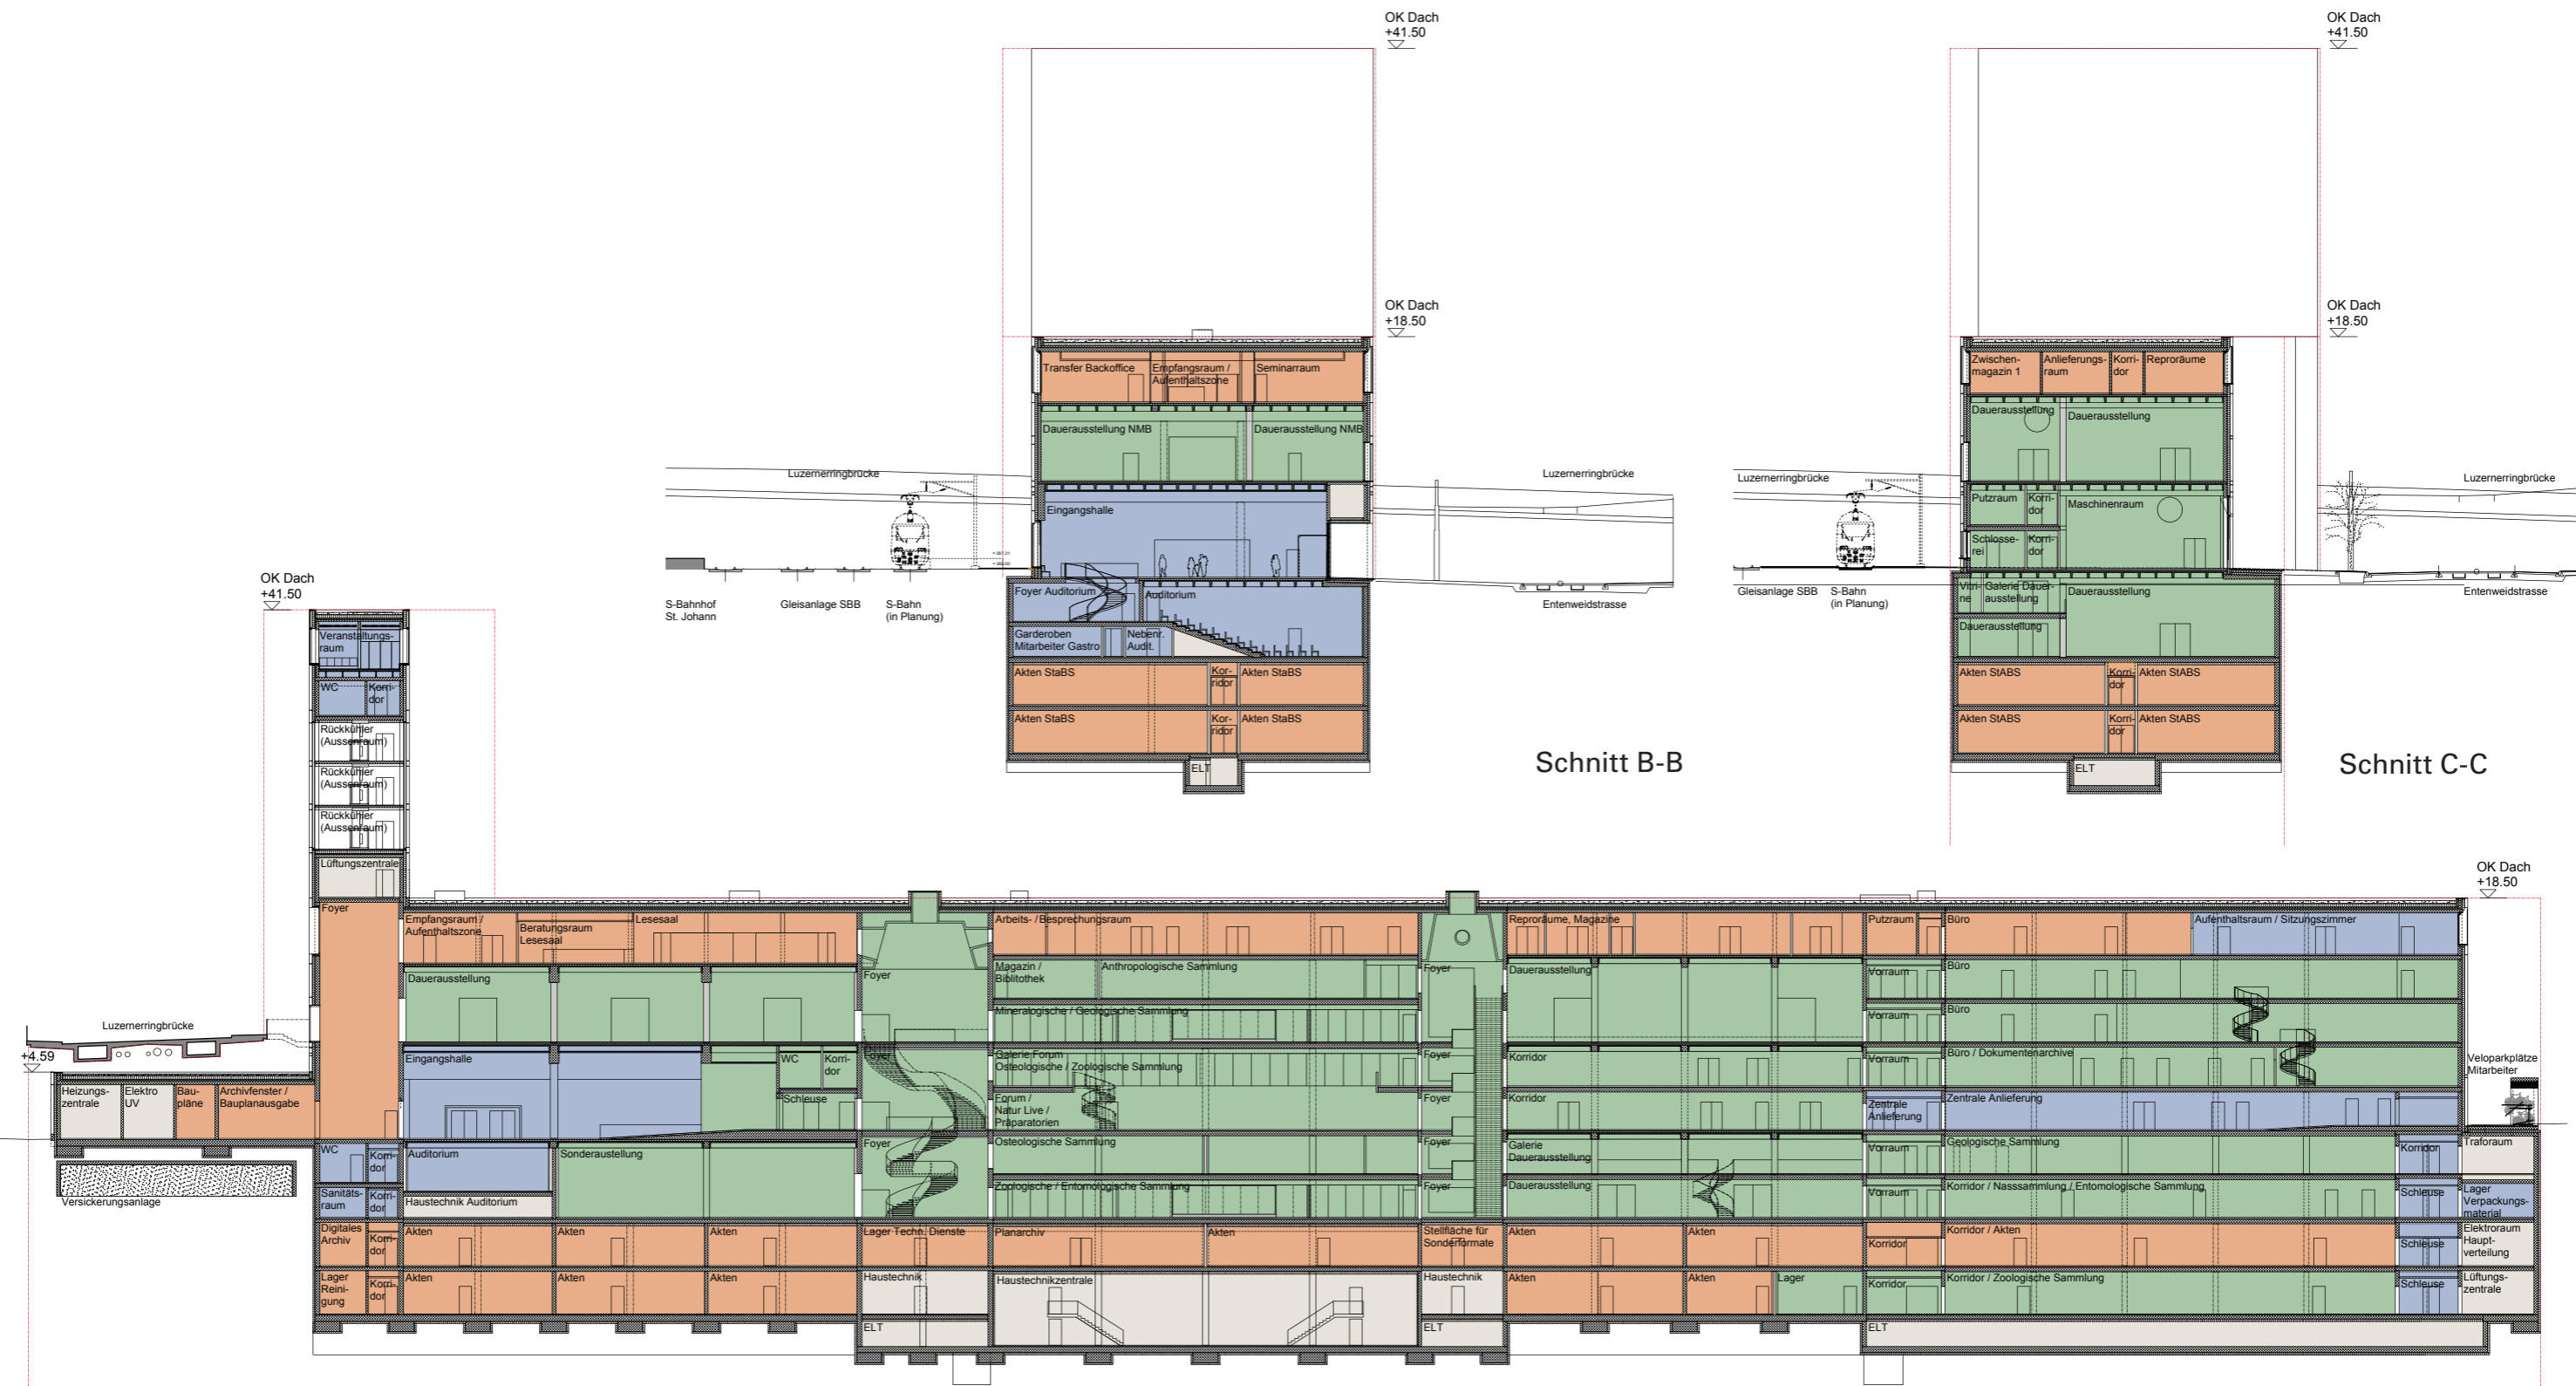 OK Dach
+41.50
OK Dach
+41.50
OK Dach
+18.50
OK Dach
+18.50
Transfer Backoffice
Empfangsraum /
Aufenthaltszone
Seminarraum
Dauerausstellung NMB
Dauerausstellung NMB
Luzernerringbrücke
Luzernerringbrücke
Eingangshalle
S-Bahnhof
St. Johann
Gleisanlage SBB
S-Bahn
(in Planung)
Entenweidstrasse
Foyer Auditorium
Auditorium
Garderoben
Mitarbeiter Gastro
Nebenr.
Audit.
Akten StaBS
Kor-
ridor
Akten StaBS
Akten StaBS
Kor-
ridor
Akten StaBS
ELT
Schnitt B-B
Zwischen-
magazin 1
Anlieferungs-
raum
Korri-
dor
Reproräume
Dauerausstellung
Dauerausstellung
Luzernerringbrücke
Luzernerringbrücke
Putzraum
Korri-
dor
Maschinenraum
Schlosse-
rei
Korri-
dor
Gleisanlage SBB
S-Bahn
(in Planung)
Entenweidstrasse
Vitri-
ne
Galerie Dauer-
ausstellung
Dauerausstellung
Dauerausstellung
Akten StABS
Korri-
dor
Akten StABS
Akten StABS
Korri-
dor
Akten StABS
ELT
Schnitt C-C
OK Dach
+41.50
Veranstaltungs-
raum
WC
Korri-
dor
Rückkühler
(Aussenraum)
Rückkühler
(Aussenraum)
Rückkühler
(Aussenraum)
Lüftungszentrale
OK Dach
+18.50
Foyer
Empfangsraum /
Aufenthaltszone
Beratungsraum
Lesesaal
Lesesaal
Arbeits- / Besprechungsraum
Reproräume, Magazine
Putzraum
Büro
Aufenthaltsraum / Sitzungszimmer
Dauerausstellung
Foyer
Magazin /
Biblitothek
Anthropologische Sammlung
Foyer
Dauerausstellung
Vorraum
Büro
Mineralogische / Geologische Sammlung
Vorraum
Büro
Luzernerringbrücke
+4.59
Eingangshalle
WC
Korri-
dor
Foyer
Galerie Forum
Osteologische / Zoologische Sammlung
Foyer
Korridor
Vorraum
Büro / Dokumentenarchive
Veloparkplätze
Mitarbeiter
Heizungs-
zentrale
Elektro
UV
Bau-
pläne
Archivfenster /
Bauplanausgabe
Schleuse
Forum /
Natur Live /
Präparatorien
Foyer
Korridor
Zentrale
Anlieferung
Zentrale Anlieferung
WC
Korri-
dor
Auditorium
Sonderaustellung
Foyer
Osteologische Sammlung
Foyer
Galerie
Dauerausstellung
Vorraum
Geologische Sammlung
Korridor
Traforaum
Versickerungsanlage
Sanitäts-
raum
Korri-
dor
Haustechnik Auditorium
Zoologische / Entomologische Sammlung
Foyer
Dauerausstellung
Vorraum
Korridor / Nasssammlung / Entomologische Sammlung
Schleuse
Lager
Verpackungs-
material
Digitales
Archiv
Korri-
dor
Akten
Akten
Akten
Lager Techn. Dienste
Planarchiv
Akten
Stellfläche für
Sonderformate
Akten
Akten
Korridor
Korridor / Akten
Schleuse
Elektroraum
Haupt-
verteilung
Lager
Reini-
gung
Korri-
dor
Akten
Akten
Akten
Haustechnik
Haustechnikzentrale
Haustechnik
Akten
Akten
Lager
Korridor
Korridor / Zoologische Sammlung
Schleuse
Lüftungs-
zentrale
ELT
ELT
ELT